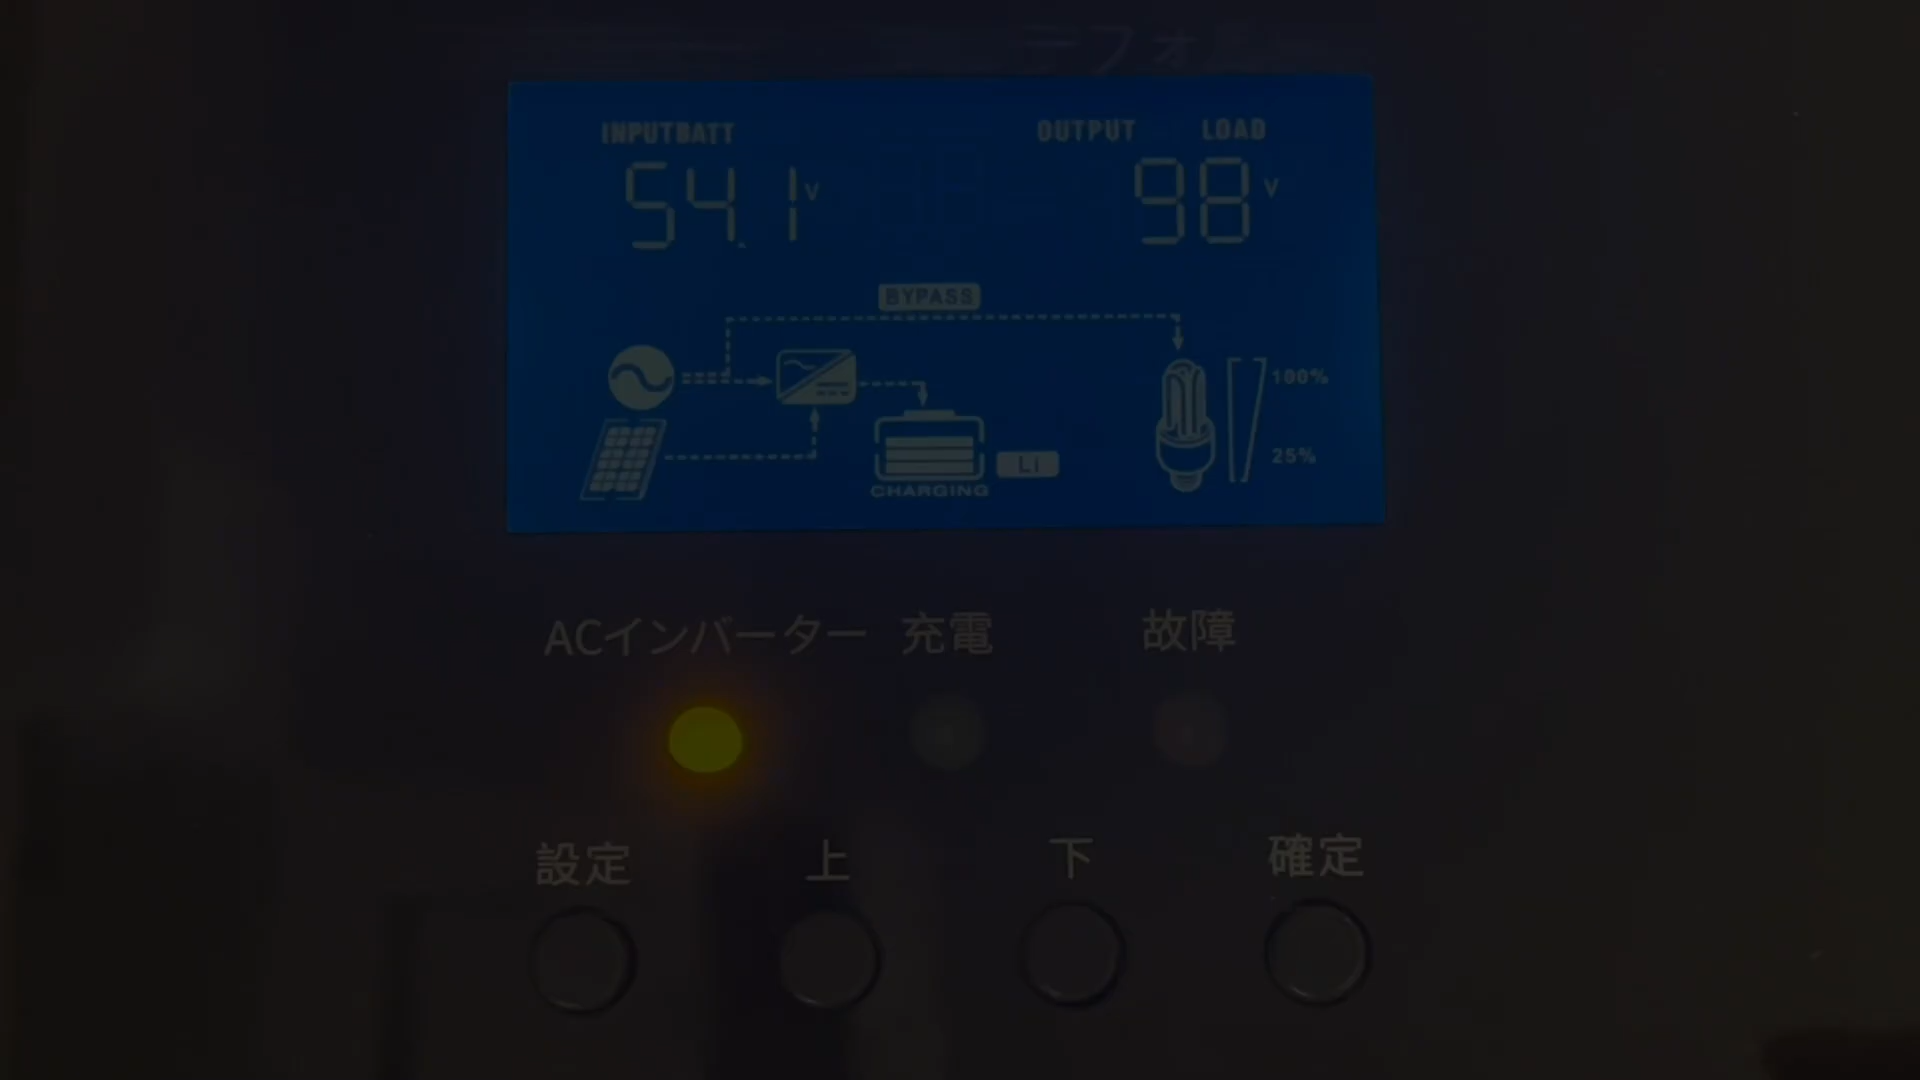 INPUTBATT OUTPUT LOAD
54.1V 98V
BYPASS
100%
25%
Li
CHARGING
ACインバーター 充電 故障
設定 上 下 確定